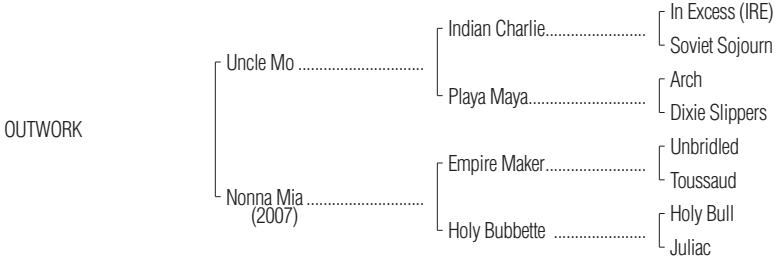 In Excess (IRE)
Indian Charlie
Soviet Sojourn
Uncle Mo
Arch
Playa Maya
Dixie Slippers
OUTWORK
Unbridled
Empire Maker
Toussaud
Nonna Mia
(2007)
Holy Bull
Holy Bubbette
Juliac